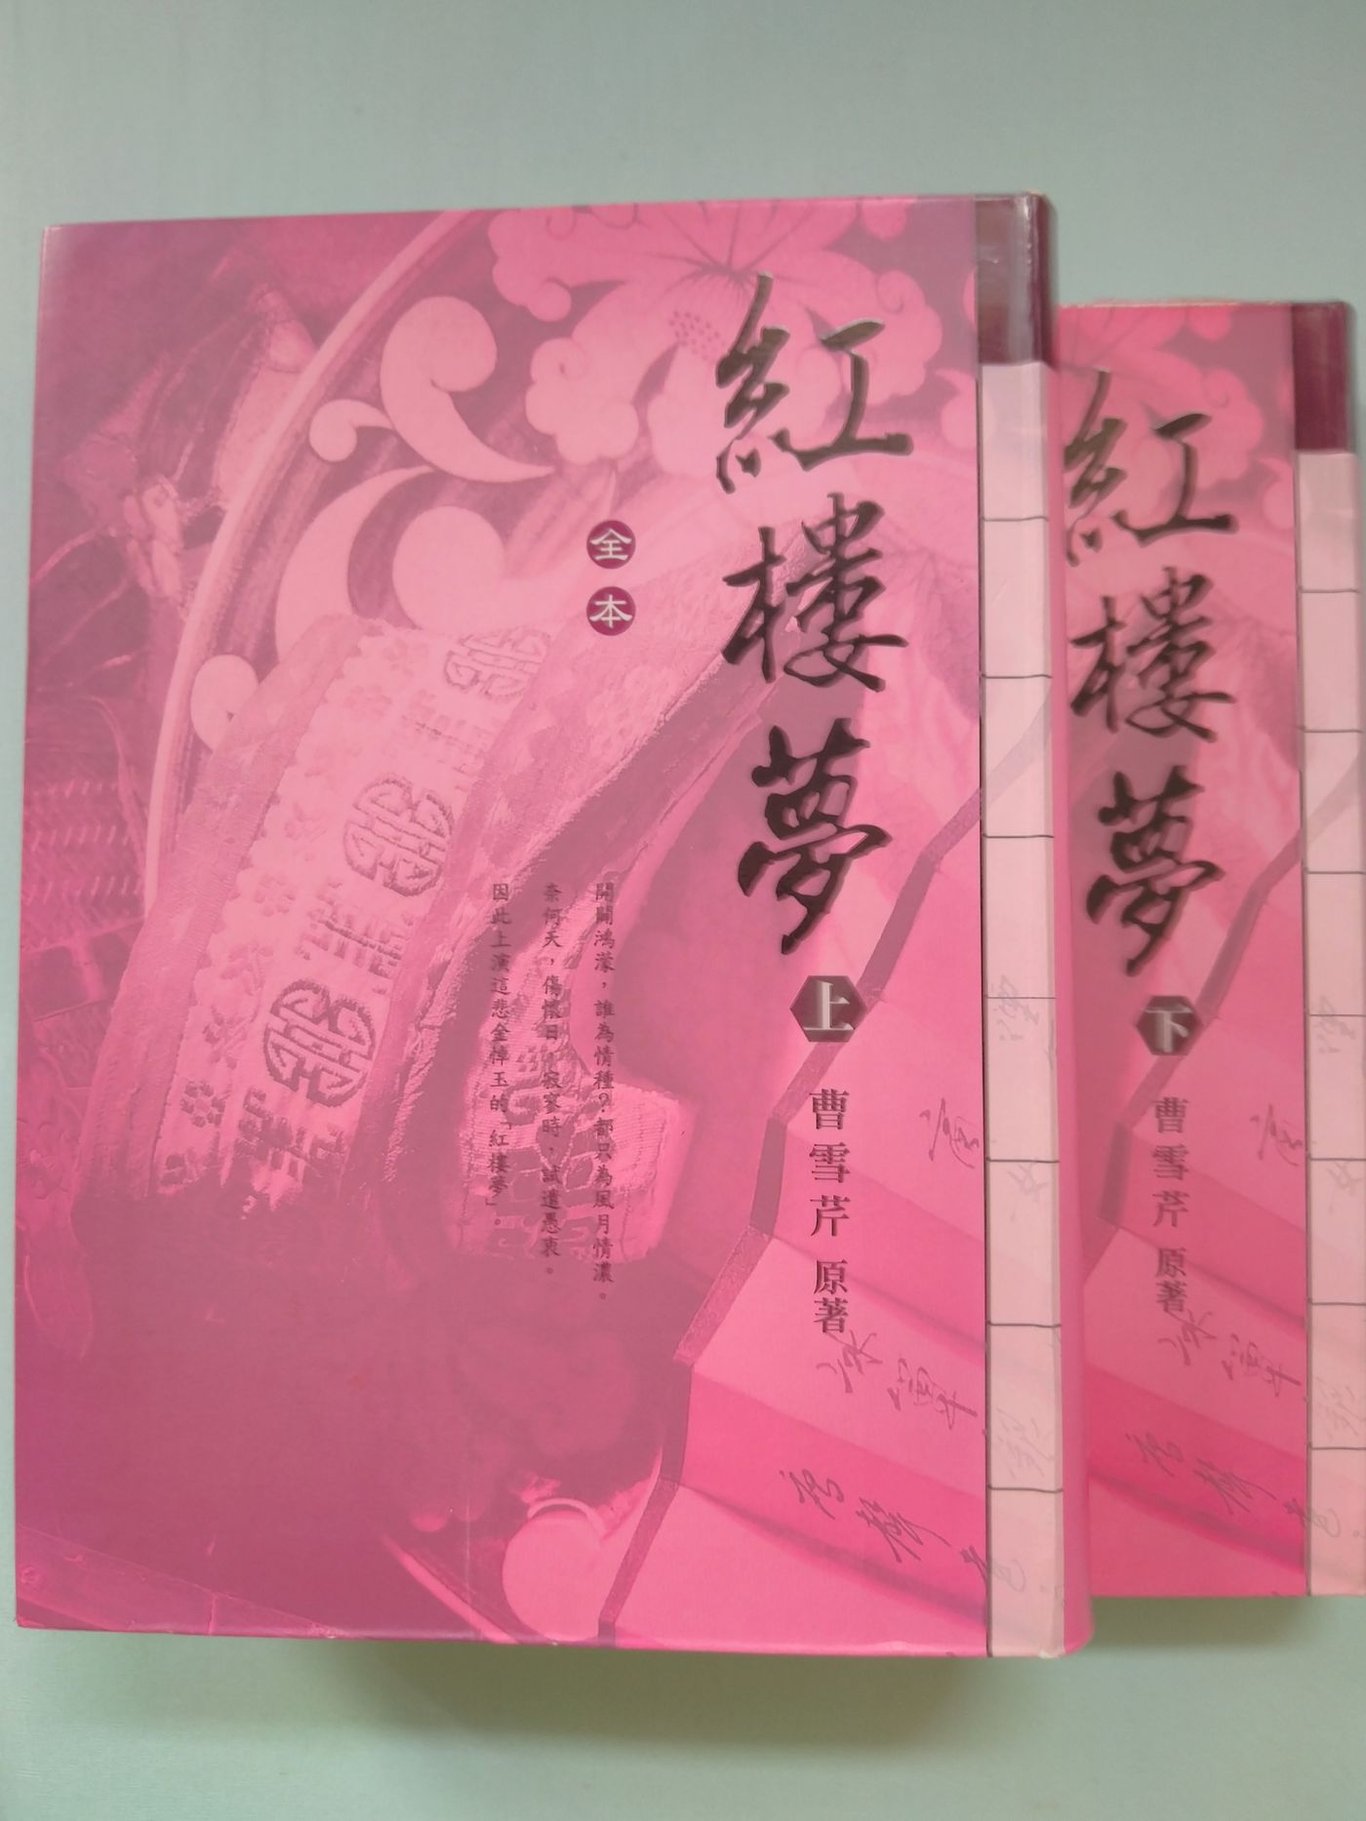 紅樓夢
上
曹雪芹 原著
全本
開闢鴻濛，誰為情種？都只為風月情濃。
奈何天，傷懷日，寂寥時，試遣愚衷。
因此上演這悲金悼玉的「紅樓夢」。
紅樓夢
下
曹雪芹 原著